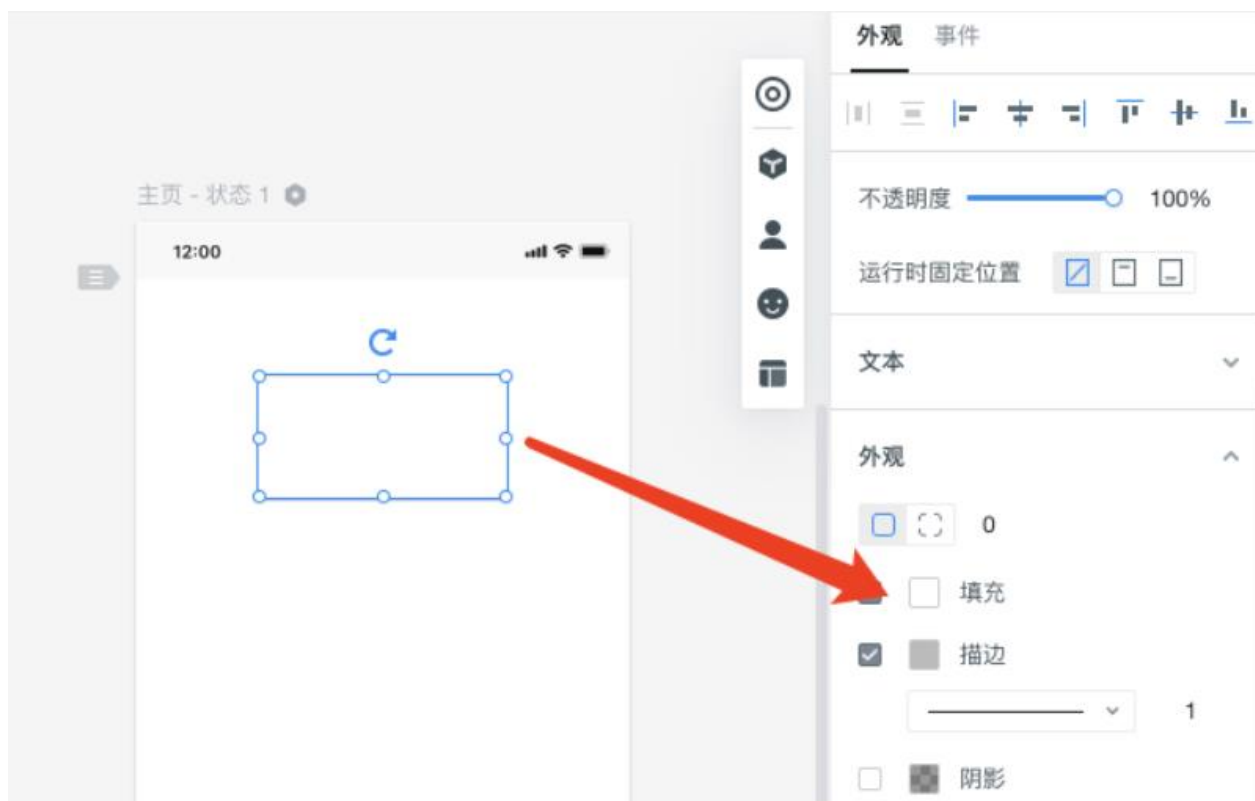 外观 事件
不透明度 100%
主页 - 状态 1
12:00
运行时固定位置
文本
外观
0
填充
描边
1
阴影